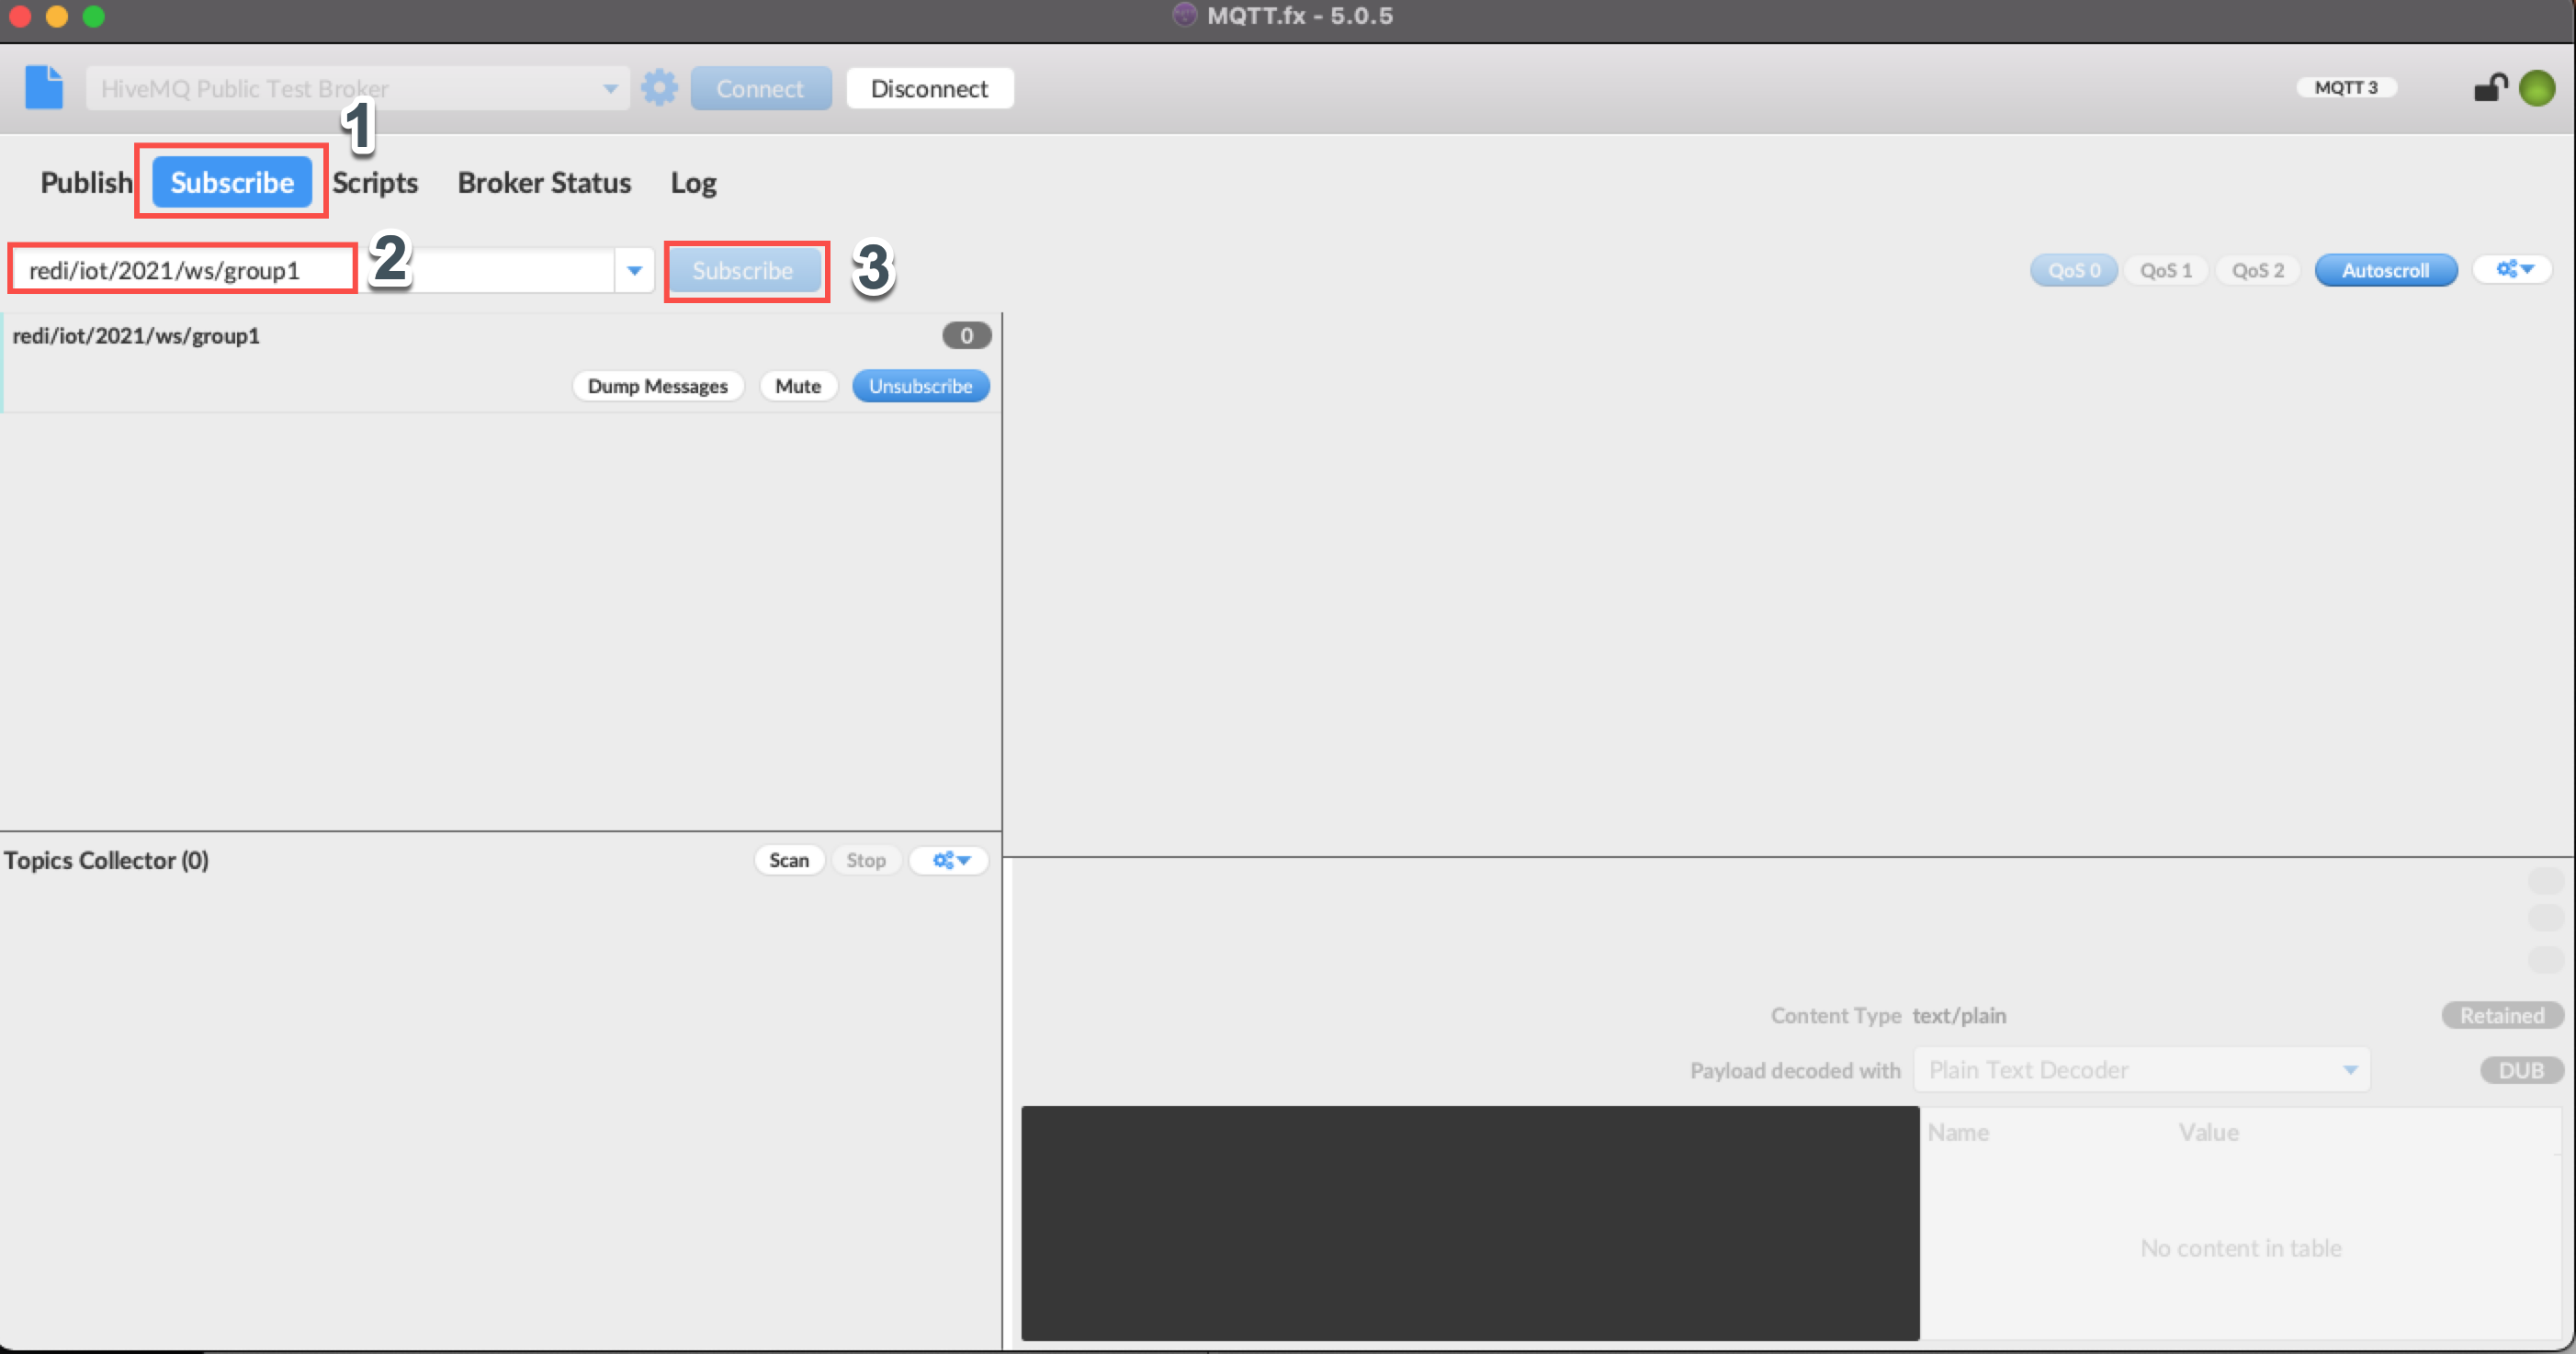 MQTT.fx - 5.0.5
HiveMQ Public Test Broker
Connect
Disconnect
MQTT 3
1
Publish
Subscribe
Scripts
Broker Status
Log
redi/iot/2021/ws/group1
2
Subscribe
3
QoS 0
QoS 1
QoS 2
Autoscroll
redi/iot/2021/ws/group1
0
Dump Messages
Mute
Unsubscribe
Topics Collector (0)
Scan
Stop
Content Type text/plain
Retained
Payload decoded with
Plain Text Decoder
DUB
Name
Value
No content in table